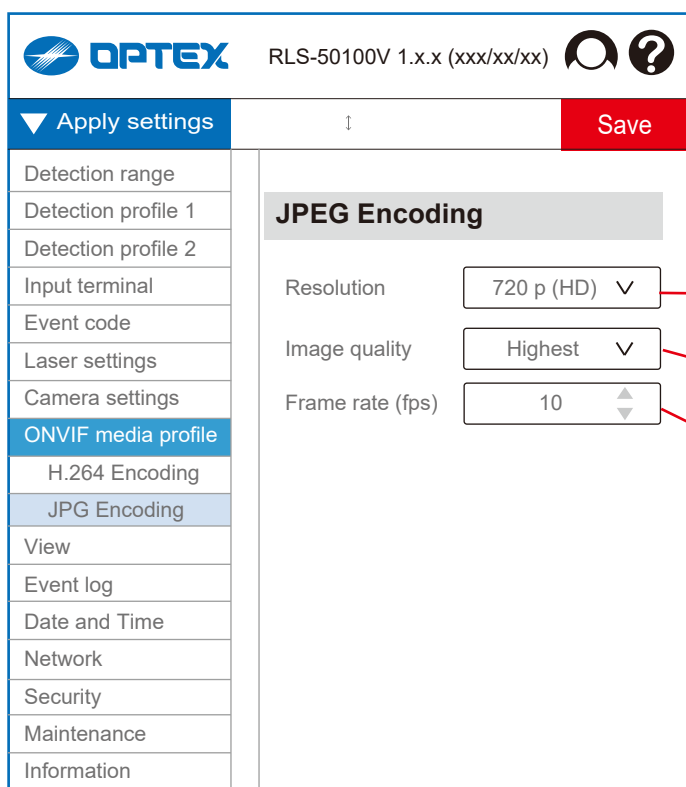 OPTEX RLS-50100V 1.x.x (xxx/xx/xx) ?
Apply settings Save
Detection range
Detection profile 1
Detection profile 2
Input terminal
Event code
Laser settings
Camera settings
ONVIF media profile
H.264 Encoding
JPG Encoding
View
Event log
Date and Time
Network
Security
Maintenance
Information
JPEG Encoding
Resolution 720 p (HD)
Image quality Highest
Frame rate (fps) 10